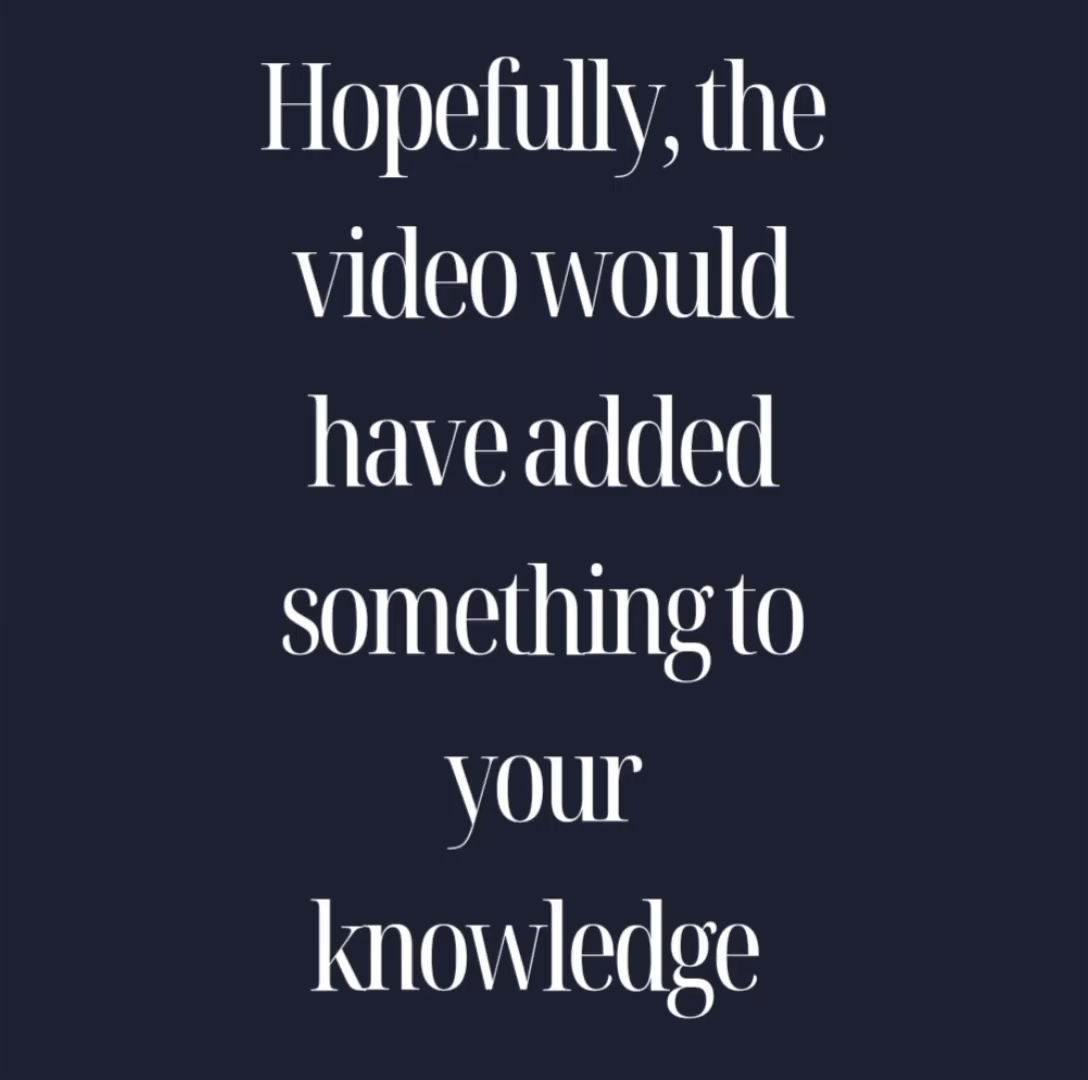 Hopefully, the
video would
have added
something to
your
knowledge